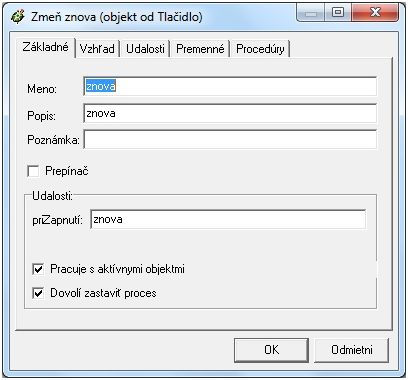 Zmeň znova (objekt od Tlačidlo)
Základné Vzhľad Udalosti Premenné Procedúry
Meno: znova
Popis: znova
Poznámka:
Prepínač
Udalosti:
priZapnutí: znova
Pracuje s aktívnymi objektmi
Dovolí zastaviť proces
OK Odmietni